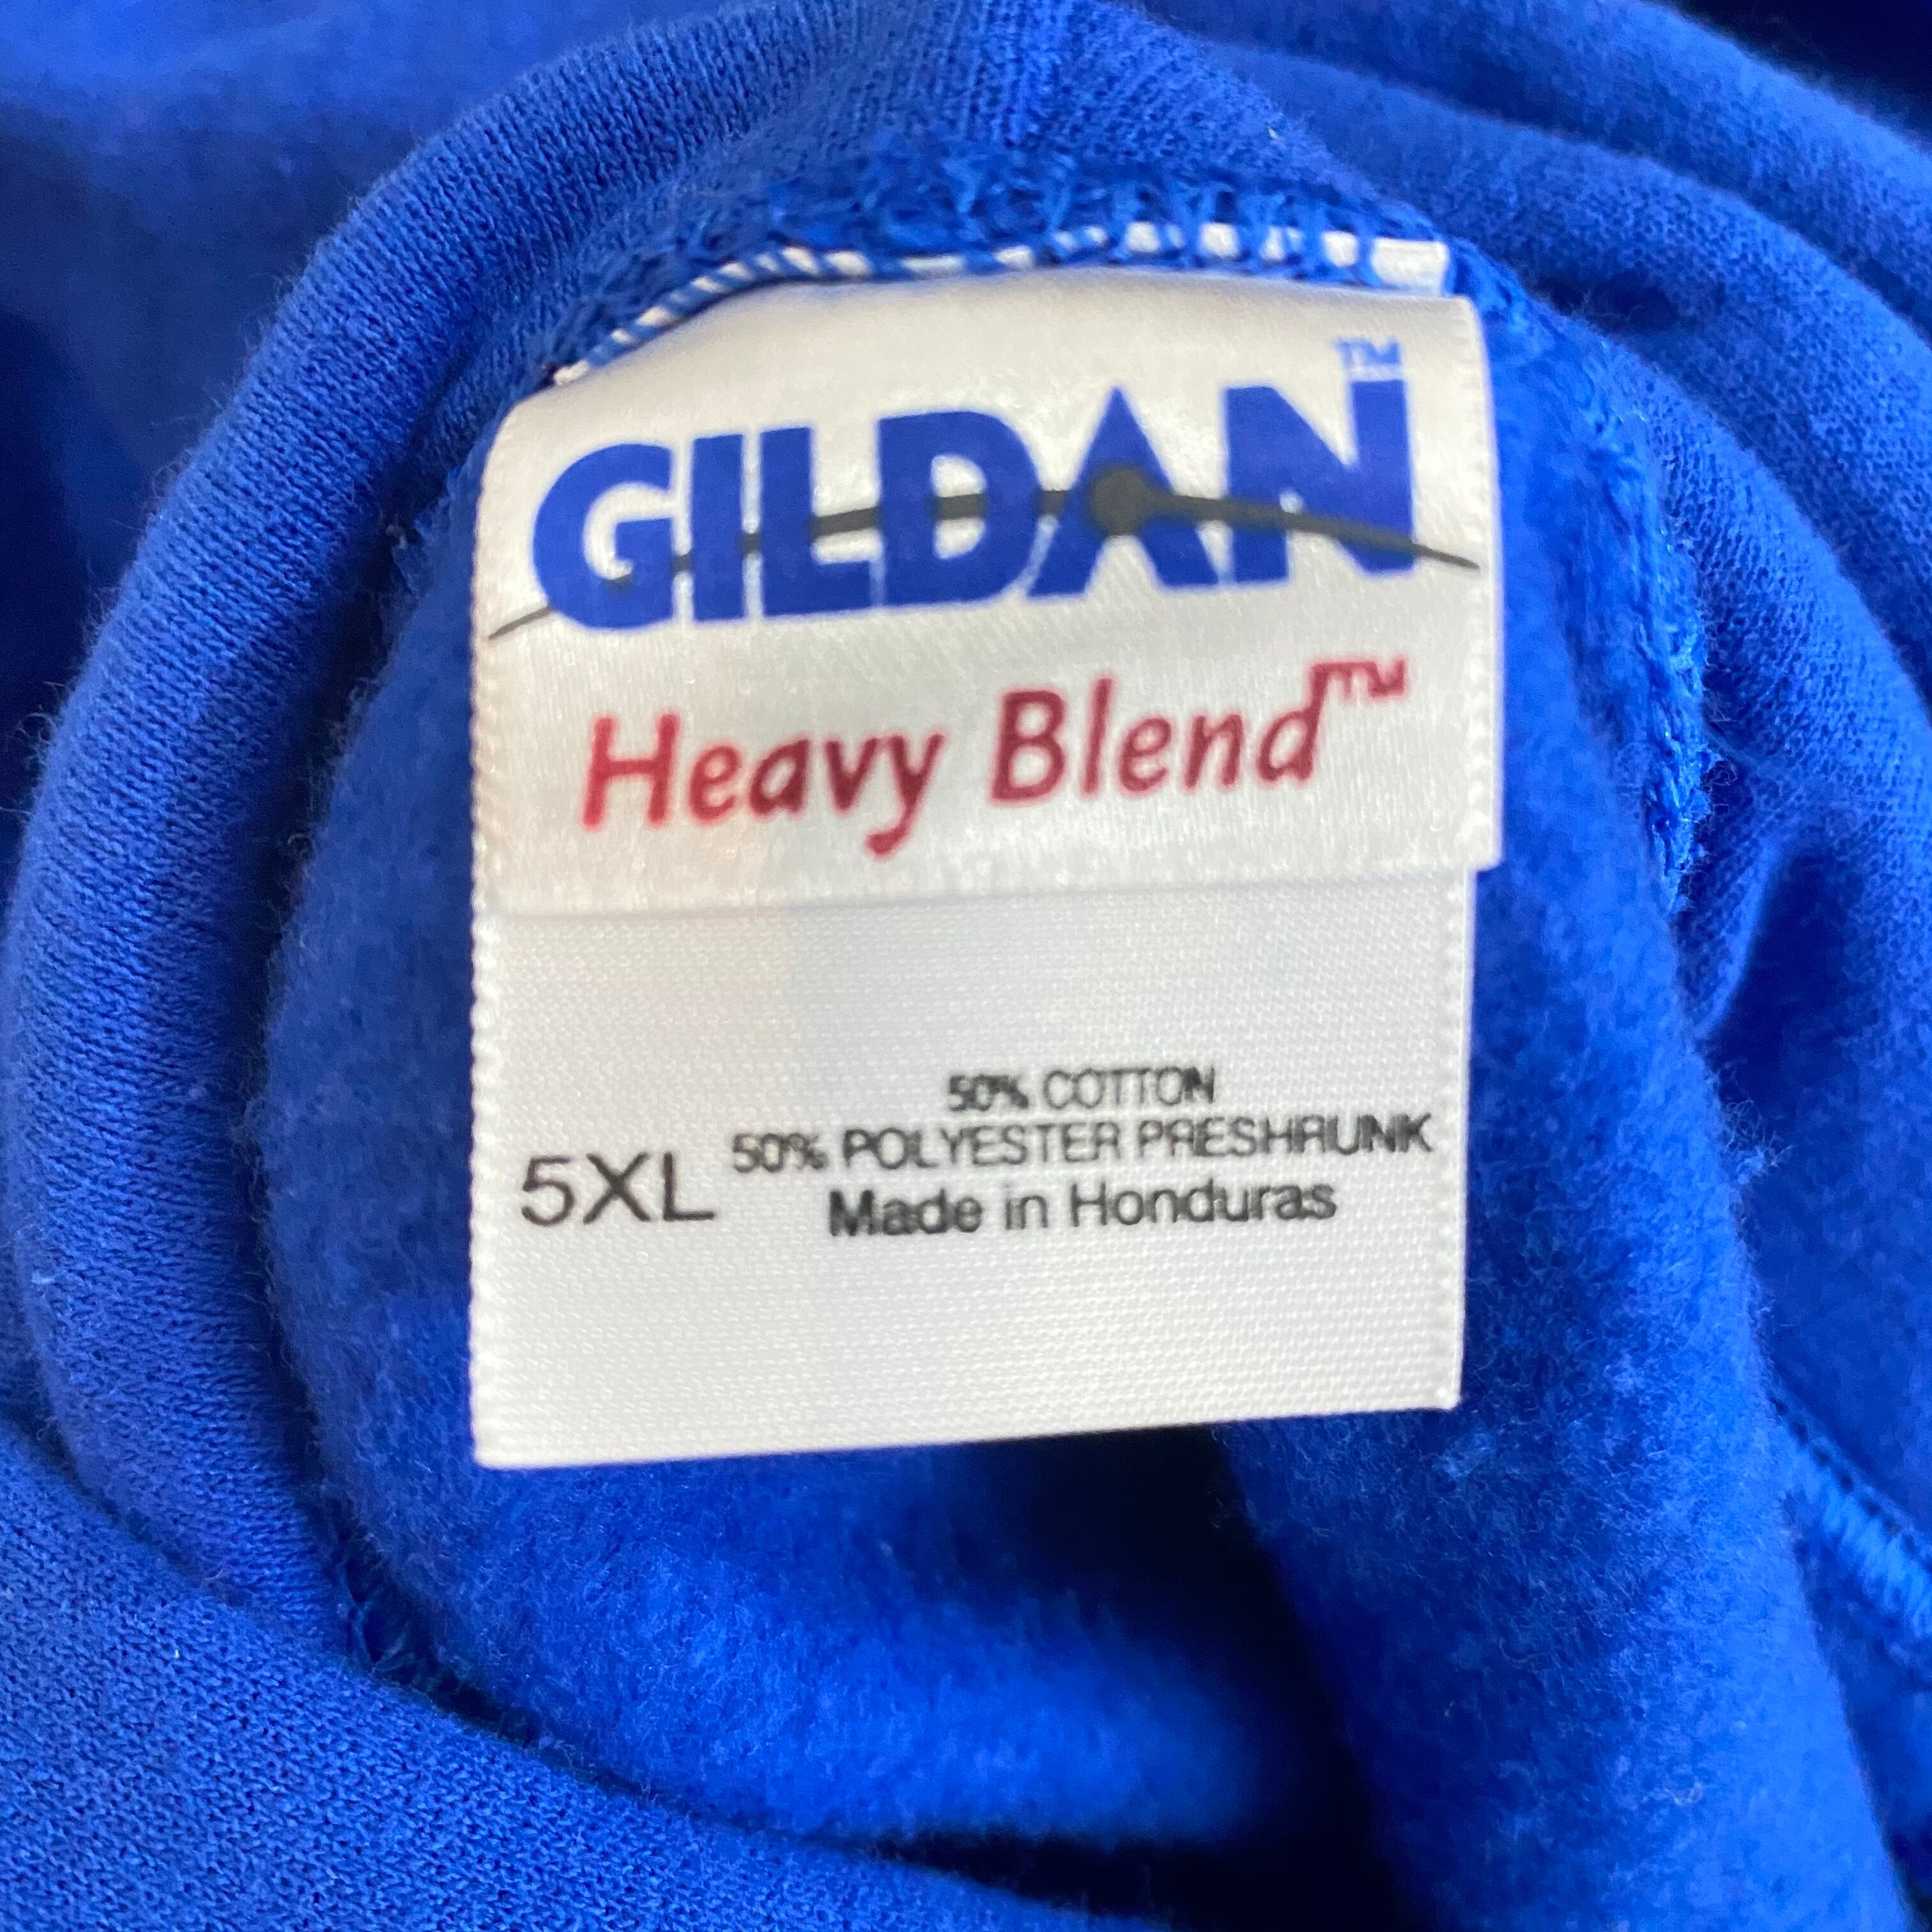 GILDAN™
Heavy Blend™
50% COTTON
50% POLYESTER PRESHRUNK
5XL
Made in Honduras